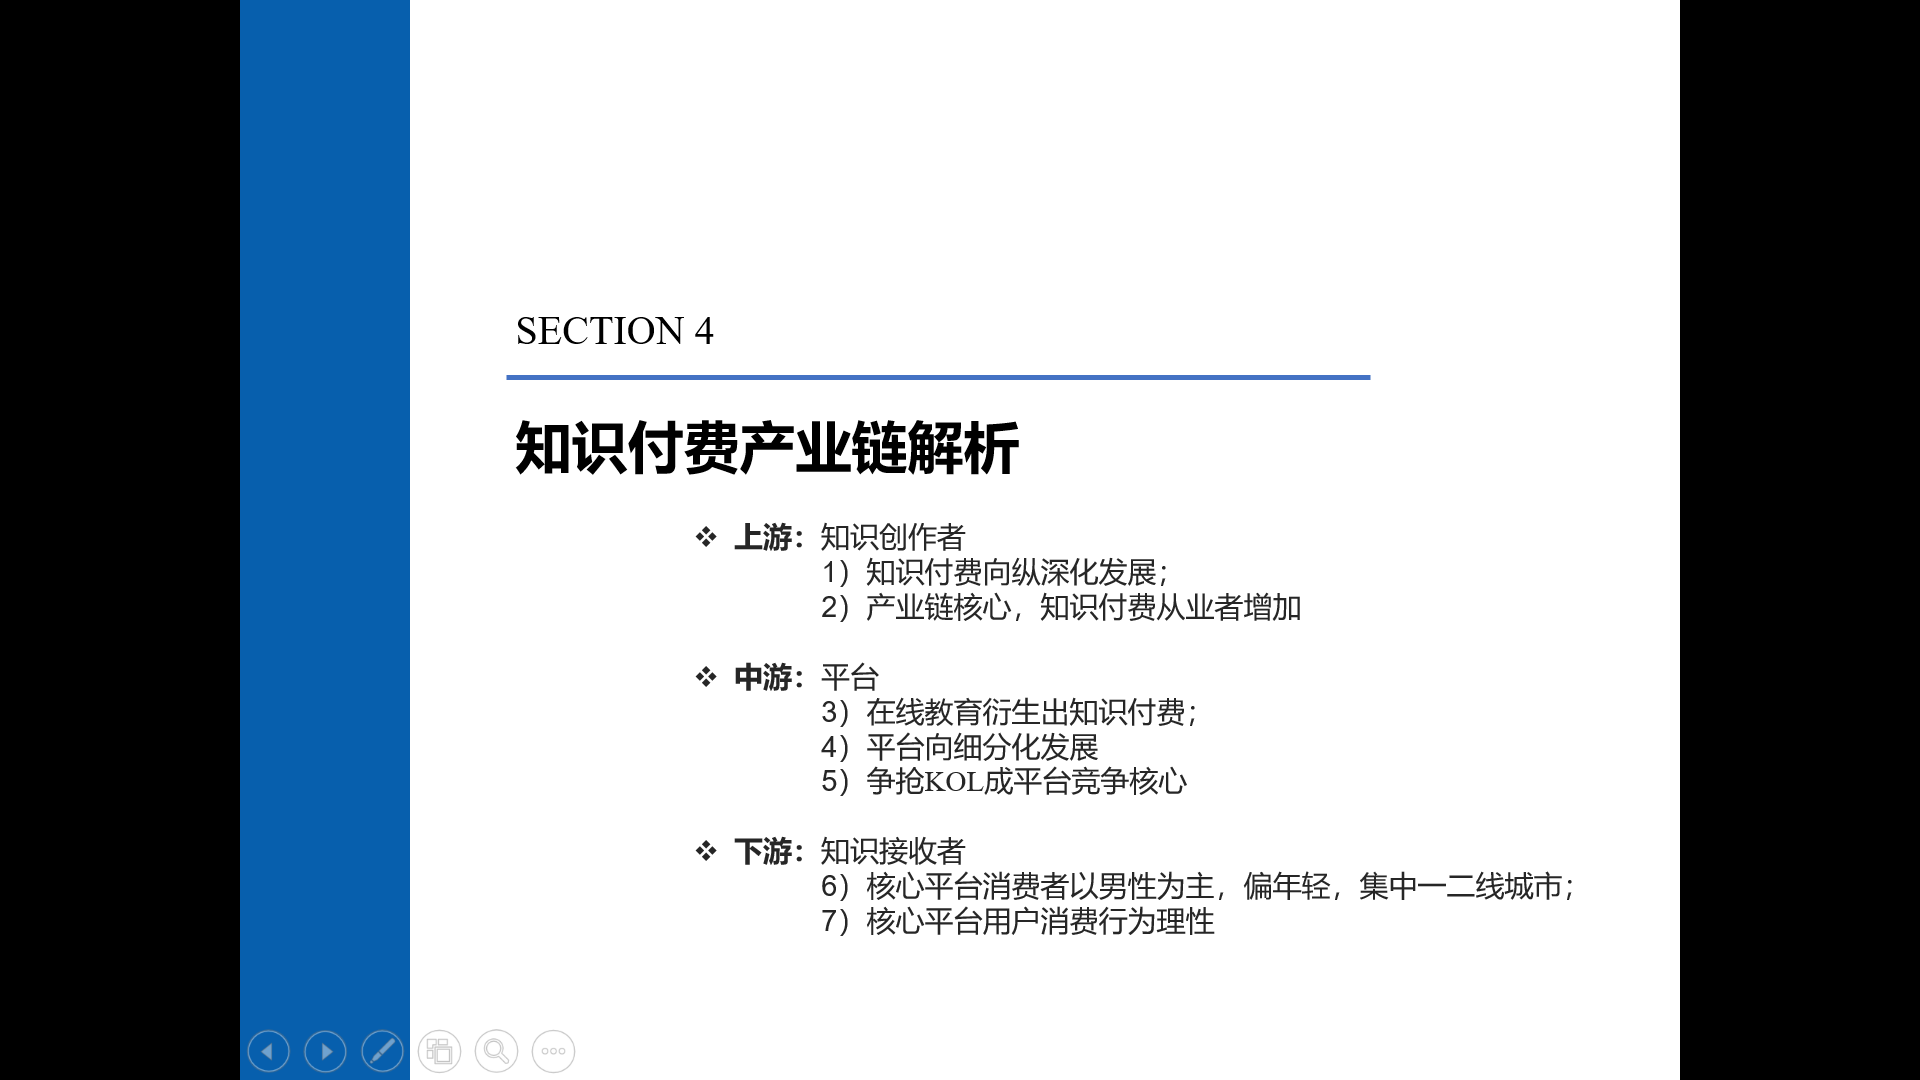 SECTION 4
知识付费产业链解析
❖ 上游：知识创作者
1）知识付费向纵深化发展；
2）产业链核心，知识付费从业者增加
❖ 中游：平台
3）在线教育衍生出知识付费；
4）平台向细分化发展
5）争抢KOL成平台竞争核心
❖ 下游：知识接收者
6）核心平台消费者以男性为主，偏年轻，集中一二线城市；
7）核心平台用户消费行为理性